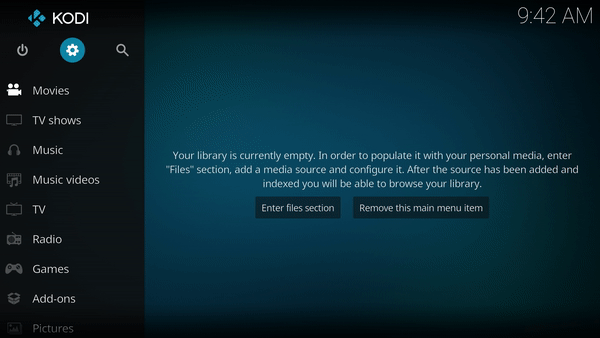 KODI
9:42 AM
Movies
TV shows
Music
Music videos
TV
Radio
Games
Add-ons
Pictures
Your library is currently empty. In order to populate it with your personal media, enter
"Files" section, add a media source and configure it. After the source has been added and
indexed you will be able to browse your library.
Enter files section
Remove this main menu item